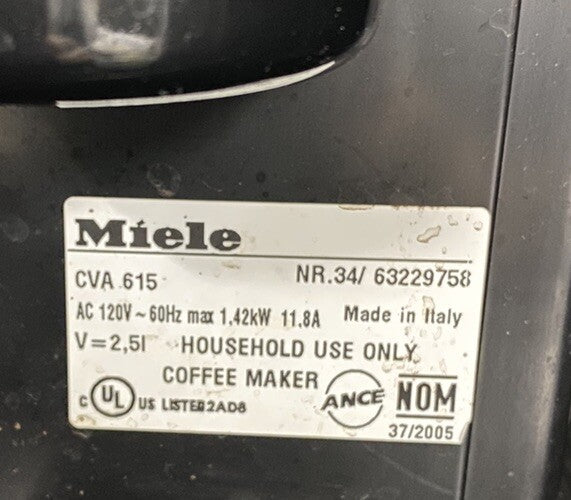 Miele
CVA 615 NR.34/ 63229758
AC 120V ~ 60Hz max 1,42kW 11.8A Made in Italy
V=2,5l HOUSEHOLD USE ONLY
COFFEE MAKER
C UL US LISTED 2AD8 ANCE NOM
37/2005